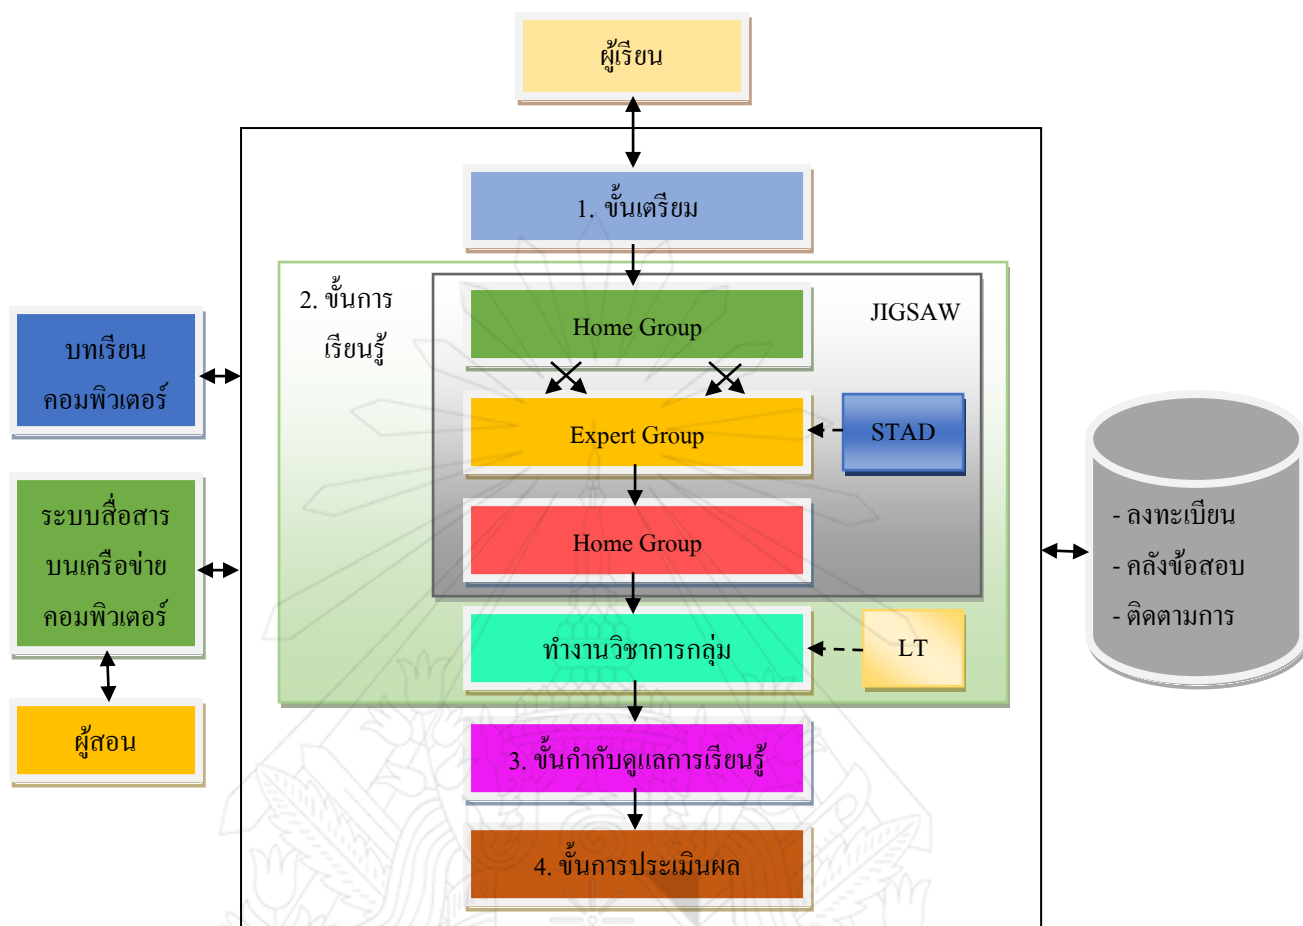 ผู้เรียน
1. ขั้นเตรียม
2. ขั้นการ
เรียนรู้
JIGSAW
Home Group
Expert Group
STAD
Home Group
ทำงานวิชาการกลุ่ม
LT
3. ขั้นกำกับดูแลการเรียนรู้
4. ขั้นการประเมินผล
บทเรียน
คอมพิวเตอร์
ระบบสื่อสาร
บนเครือข่าย
คอมพิวเตอร์
ผู้สอน
- ลงทะเบียน
- คลังข้อสอบ
- ติดตามการ